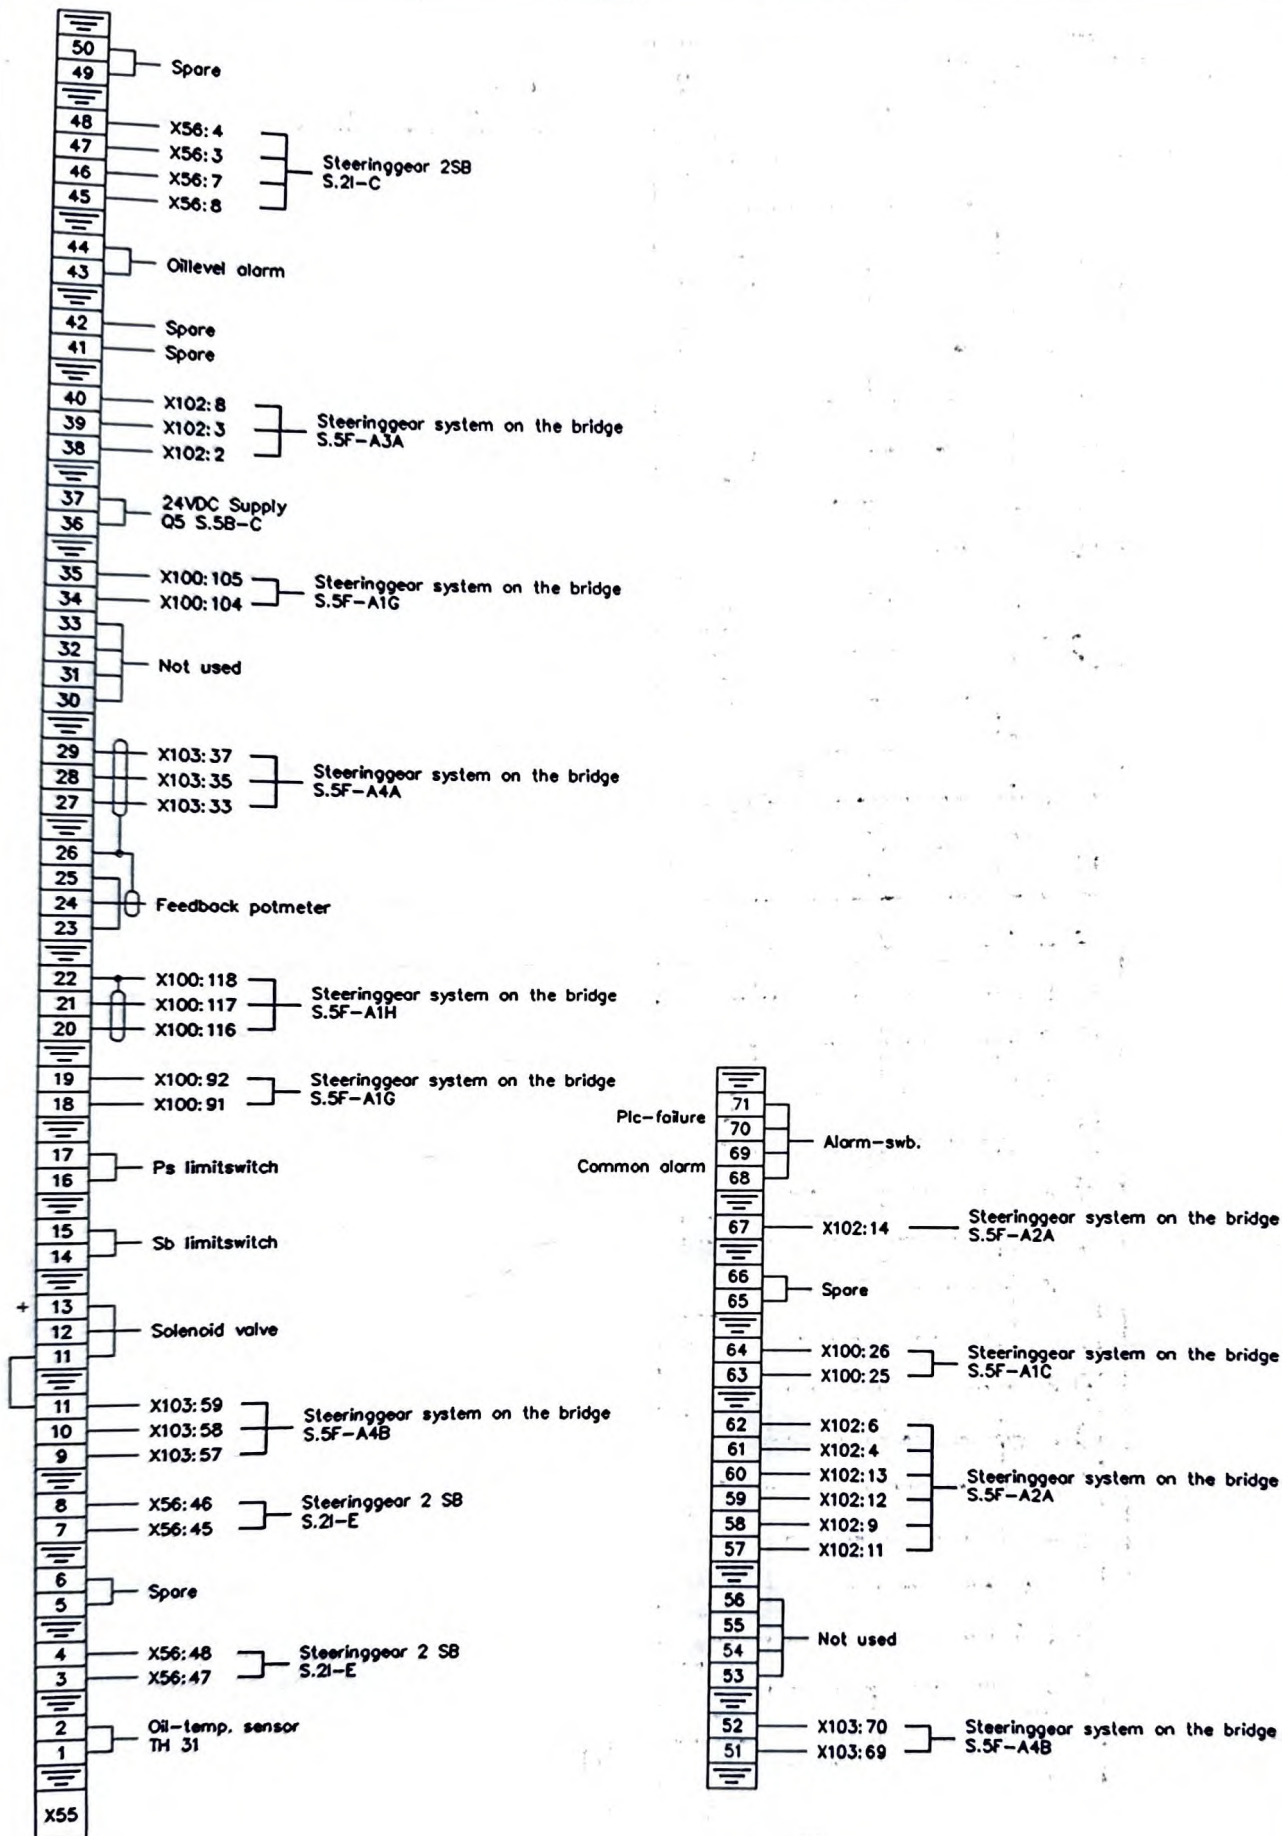 50
49 Spare
48 X56:4
47 X56:3 Steeringgear 2SB
46 X56:7 S.21-C
45 X56:8
44
43 Oillevel alarm
42 Spare
41 Spare
40 X102:8
39 X102:3 Steeringgear system on the bridge
38 X102:2 S.5F-A3A
37 24VDC Supply
36 Q5 S.5B-C
35 X100:105 Steeringgear system on the bridge
34 X100:104 S.5F-A1G
33
32 Not used
31
30
29 X103:37 Steeringgear system on the bridge
28 X103:35 S.5F-A4A
27 X103:33
26
25
24 Feedback potmeter
23
22 X100:118 Steeringgear system on the bridge
21 X100:117 S.5F-A1H
20 X100:116
19 X100:92 Steeringgear system on the bridge
18 X100:91 S.5F-A1G
17
16 Ps limitswitch
15
14 Sb limitswitch
+ 13
12 Solenoid valve
11
11 X103:59 Steeringgear system on the bridge
10 X103:58 S.5F-A4B
9 X103:57
8 X56:46 Steeringgear 2 SB
7 X56:45 S.21-E
6
5 Spare
4 X56:48 Steeringgear 2 SB
3 X56:47 S.21-E
2 Oil-temp. sensor
1 TH 31
X55
71
Plc-failure 70 Alarm-swb.
69
Common alarm 68
67 X102:14 Steeringgear system on the bridge
S.5F-A2A
66
65 Spare
64 X100:26 Steeringgear system on the bridge
63 X100:25 S.5F-A1C
62 X102:6
61 X102:4
60 X102:13 Steeringgear system on the bridge
59 X102:12 S.5F-A2A
58 X102:9
57 X102:11
56
55 Not used
54
53
52 X103:70 Steeringgear system on the bridge
51 X103:69 S.5F-A4B